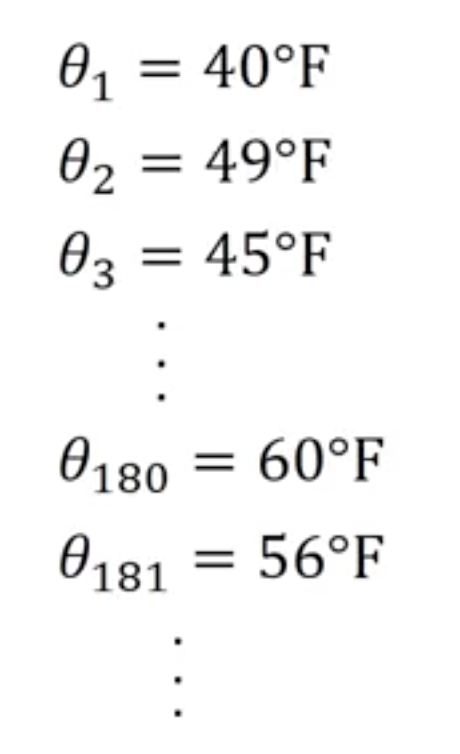 θ₁ = 40°F
θ₂ = 49°F
θ₃ = 45°F
⋮
θ₁₈₀ = 60°F
θ₁₈₁ = 56°F
⋮